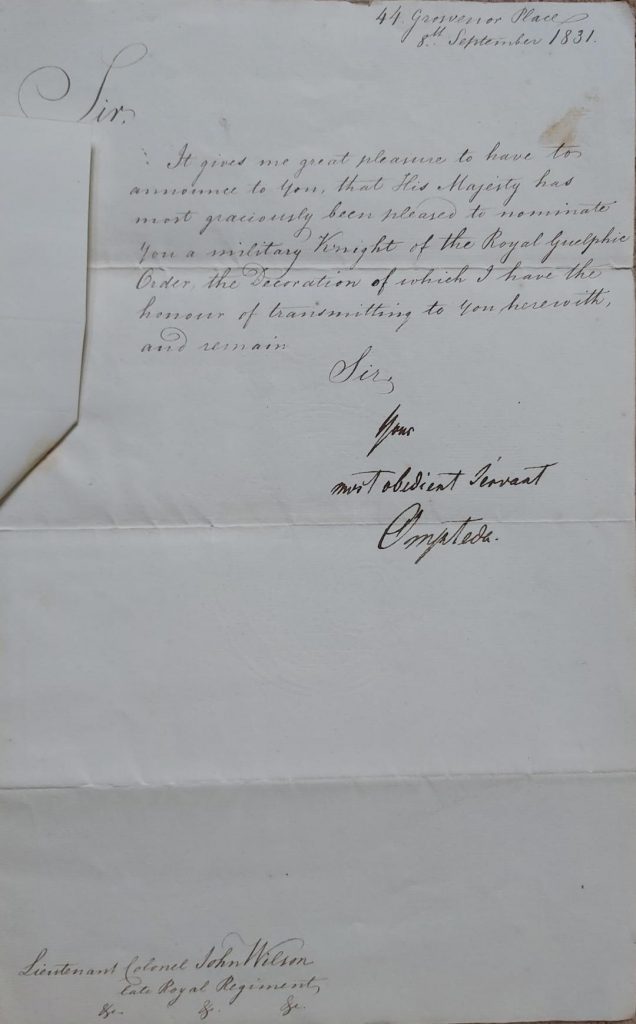 44 Grosvenor Place
8th September 1831.
Sir,
It gives me great pleasure to have to
announce to You, that His Majesty has
most graciously been pleased to nominate
You a military Knight of the Royal Guelphic
Order, the Decoration of which I have the
honour of transmitting to You herewith,
and remain
Sir,
Your
most obedient Servant
Ompteda.
Lieutenant Colonel John Wilson
late Royal Regiment,
&c. &c. &c.